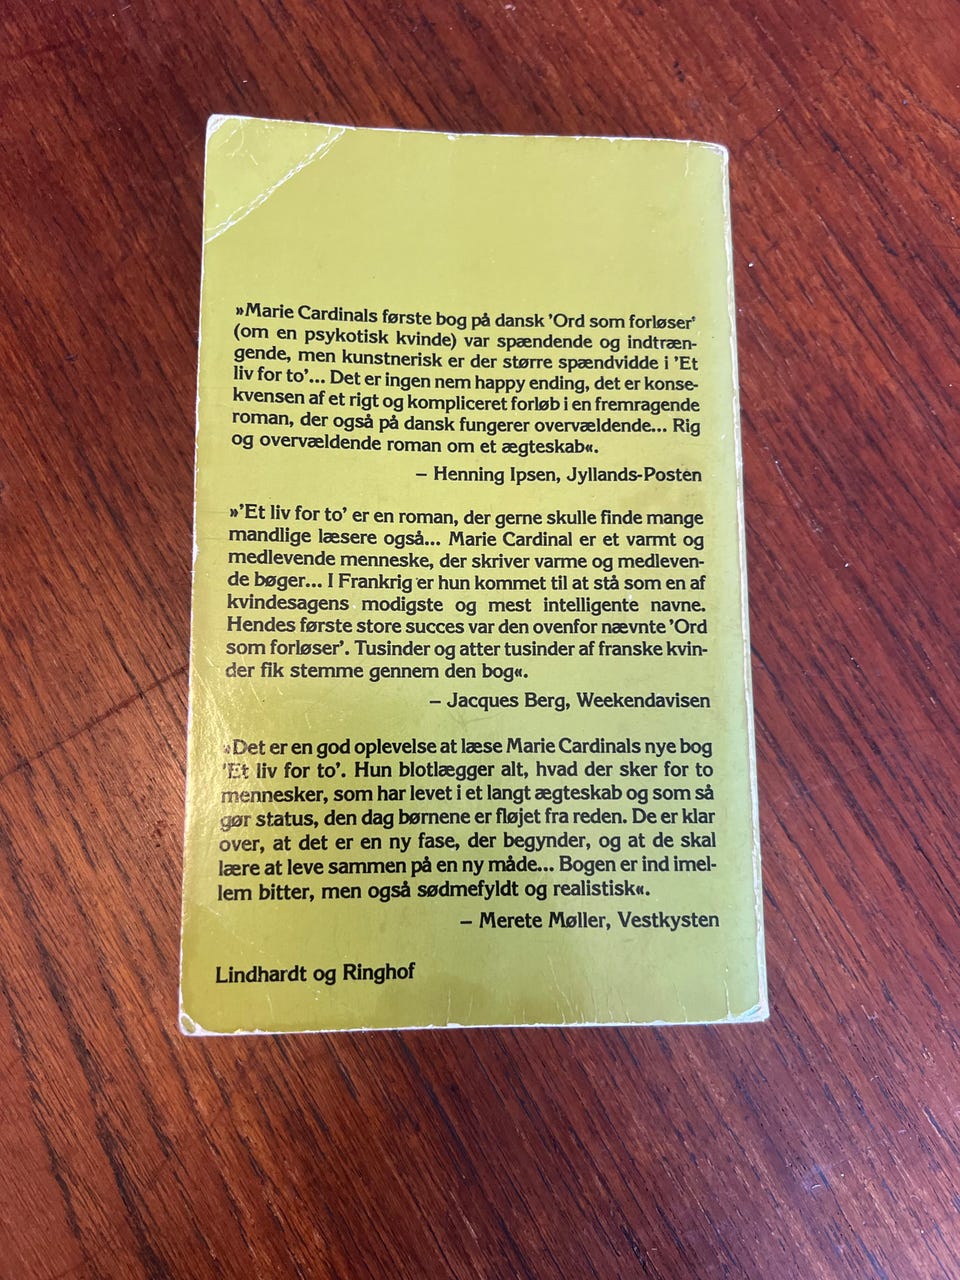 »Marie Cardinals første bog på dansk 'Ord som forløser'
(om en psykotisk kvinde) var spændende og indtræn-
gende, men kunstnerisk er der større spændvidde i 'Et
liv for to'... Det er ingen nem happy ending, det er konse-
kvensen af et rigt og kompliceret forløb i en fremragende
roman, der også på dansk fungerer overvældende... Rig
og overvældende roman om et ægteskab«.
– Henning Ipsen, Jyllands-Posten
»'Et liv for to' er en roman, der gerne skulle finde mange
mandlige læsere også... Marie Cardinal er et varmt og
medlevende menneske, der skriver varme og medleven-
de bøger... I Frankrig er hun kommet til at stå som en af
kvindesagens modigste og mest intelligente navne.
Hendes første store succes var den ovenfor nævnte 'Ord
som forløser'. Tusinder og atter tusinder af franske kvin-
der fik stemme gennem den bog«.
– Jacques Berg, Weekendavisen
»Det er en god oplevelse at læse Marie Cardinals nye bog
'Et liv for to'. Hun blotlægger alt, hvad der sker for to
mennesker, som har levet i et langt ægteskab og som så
gør status, den dag børnene er fløjet fra reden. De er klar
over, at det er en ny fase, der begynder, og at de skal
lære at leve sammen på en ny måde... Bogen er ind imel-
lem bitter, men også sødmefyldt og realistisk«.
– Merete Møller, Vestkysten
Lindhardt og Ringhof